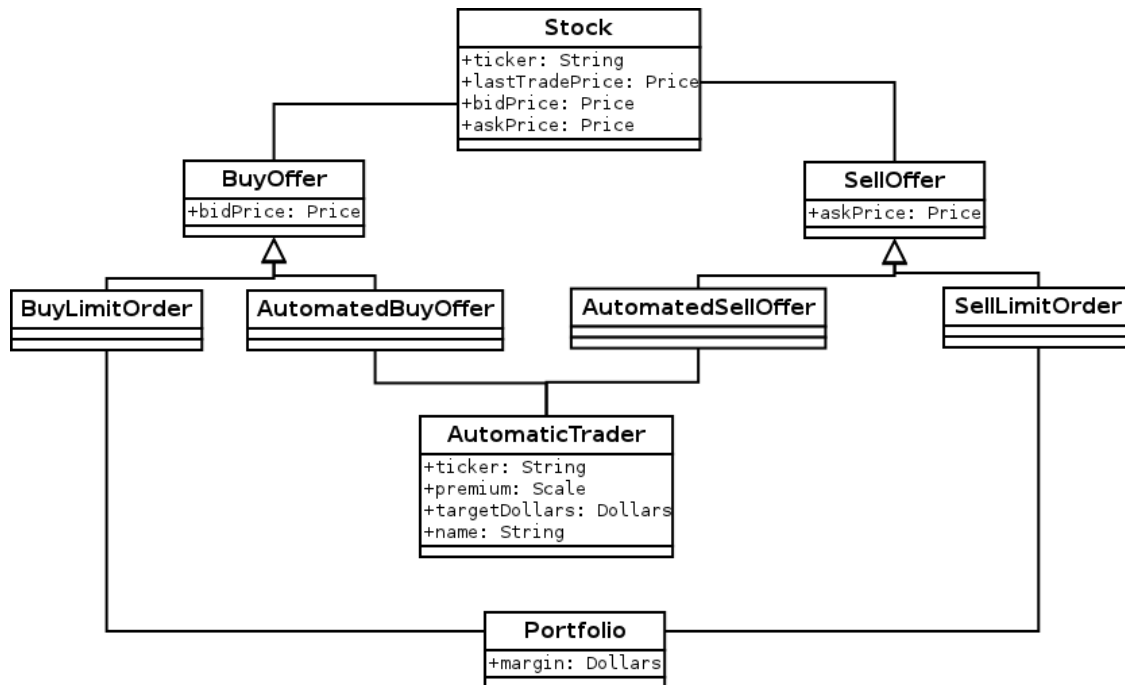 Stock
+ticker: String
+lastTradePrice: Price
+bidPrice: Price
+askPrice: Price
BuyOffer
+bidPrice: Price
SellOffer
+askPrice: Price
BuyLimitOrder
AutomatedBuyOffer
AutomatedSellOffer
SellLimitOrder
AutomaticTrader
+ticker: String
+premium: Scale
+targetDollars: Dollars
+name: String
Portfolio
+margin: Dollars